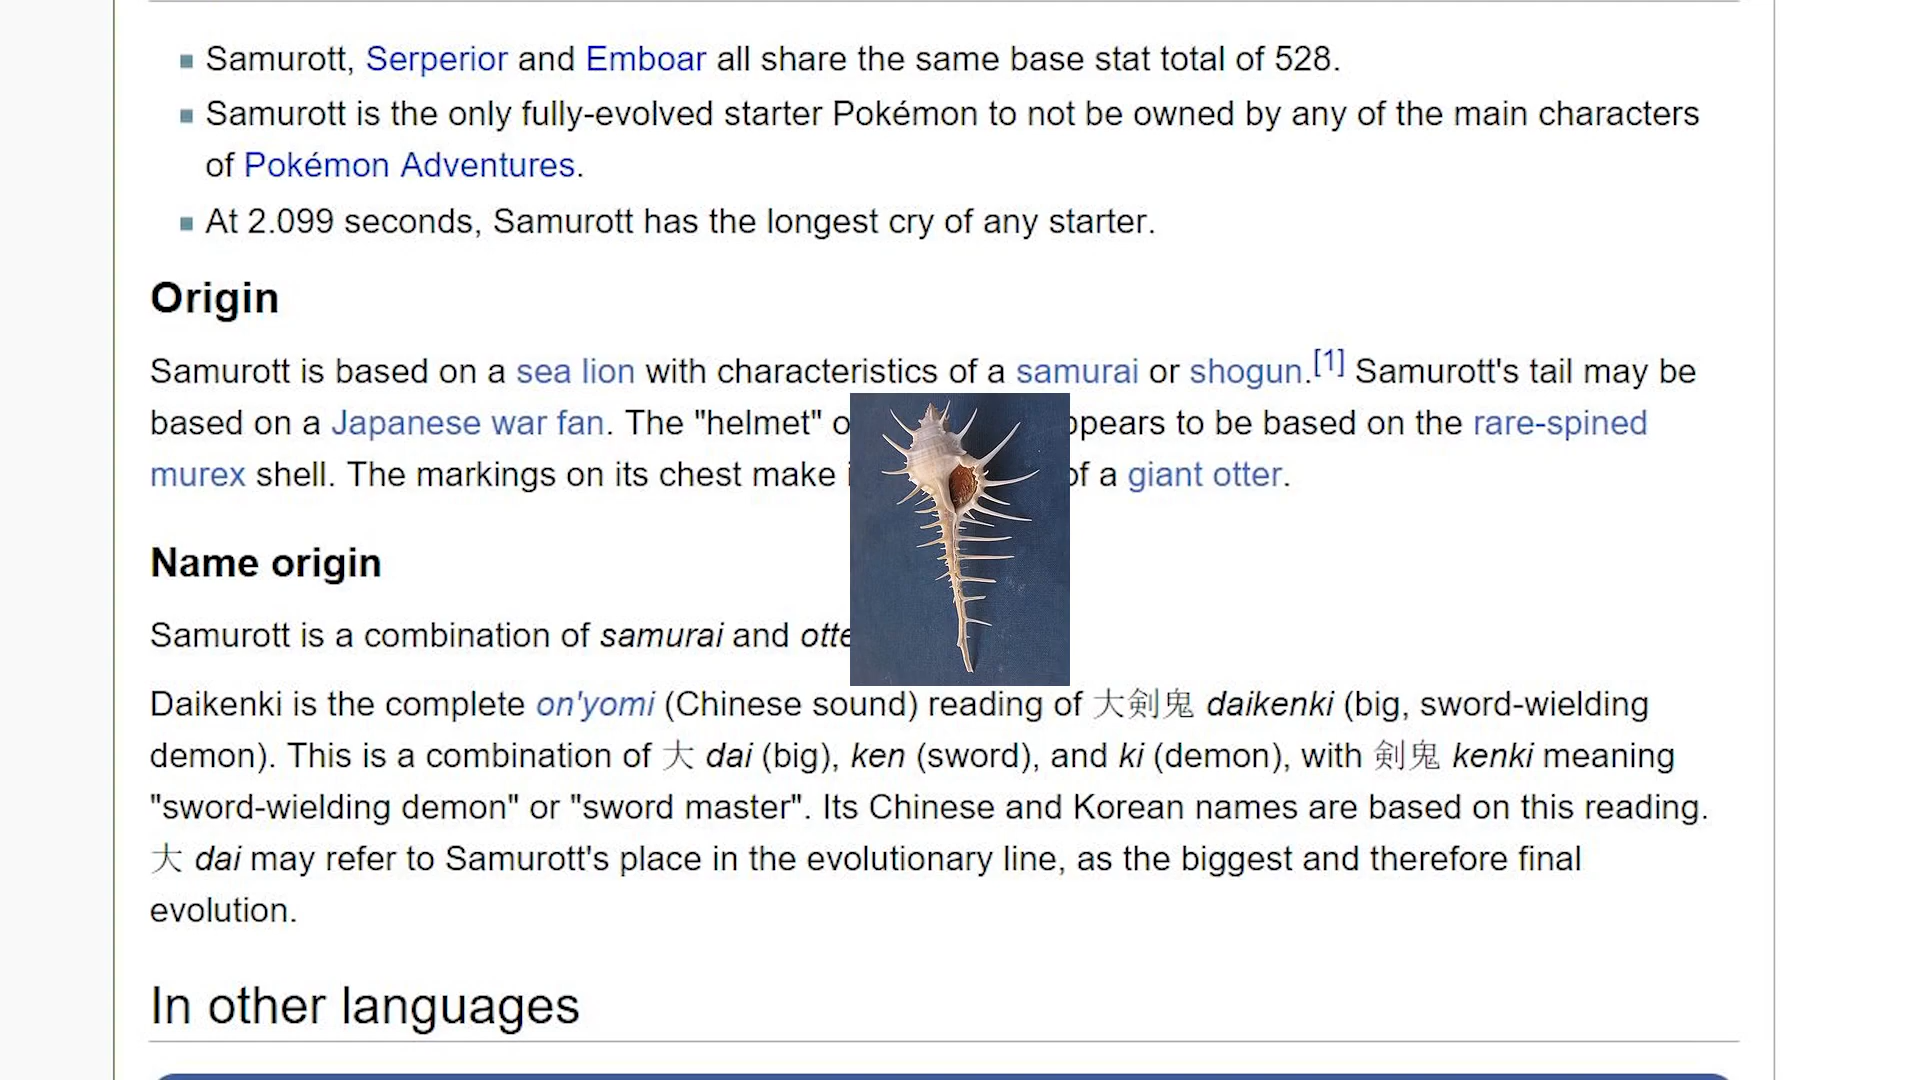 Samurott, Serperior and Emboar all share the same base stat total of 528.
Samurott is the only fully-evolved starter Pokémon to not be owned by any of the main characters
of Pokémon Adventures.
At 2.099 seconds, Samurott has the longest cry of any starter.
Origin
Samurott is based on a sea lion with characteristics of a samurai or shogun.[1] Samurott's tail may be
based on a Japanese war fan. The "helmet" ppears to be based on the rare-spined
murex shell. The markings on its chest make of a giant otter.
Name origin
Samurott is a combination of samurai and otte
Daikenki is the complete on'yomi (Chinese sound) reading of 大剣鬼 daikenki (big, sword-wielding
demon). This is a combination of 大 dai (big), ken (sword), and ki (demon), with 剣鬼 kenki meaning
"sword-wielding demon" or "sword master". Its Chinese and Korean names are based on this reading.
大 dai may refer to Samurott's place in the evolutionary line, as the biggest and therefore final
evolution.
In other languages